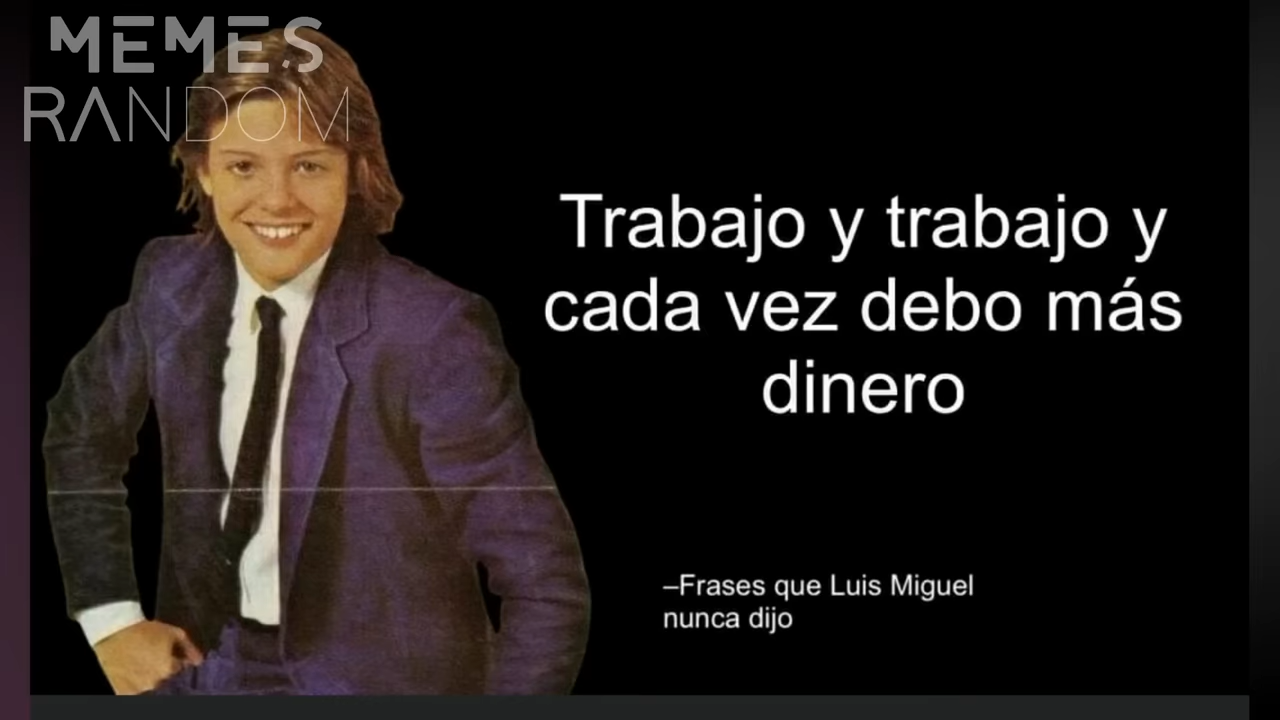 MEMES
RANDOM
Trabajo y trabajo y
cada vez debo más
dinero
–Frases que Luis Miguel
nunca dijo